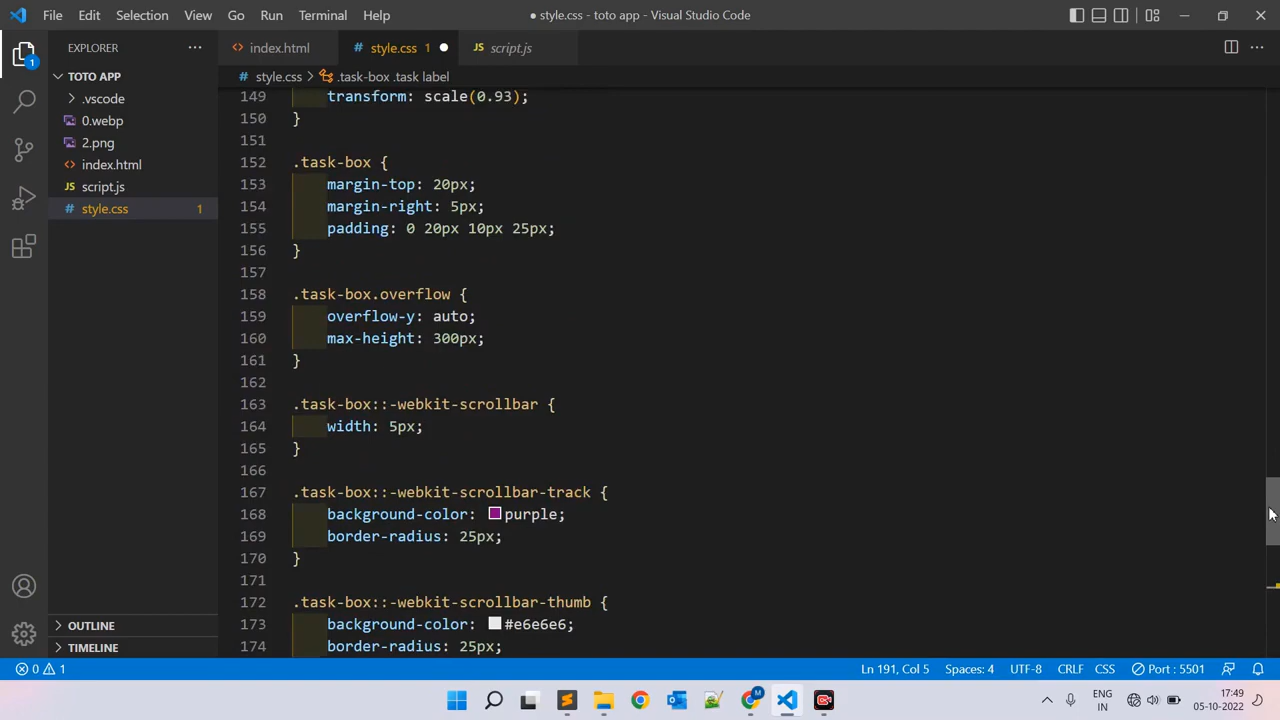 File Edit Selection View Go Run Terminal Help
● style.css - toto app - Visual Studio Code
EXPLORER
index.html
# style.css 1
script.js
TOTO APP
style.css > .task-box .task label
.vscode
0.webp
2.png
index.html
script.js
# style.css 1
149 transform: scale(0.93);
150 }
151
152 .task-box {
153 margin-top: 20px;
154 margin-right: 5px;
155 padding: 0 20px 10px 25px;
156 }
157
158 .task-box.overflow {
159 overflow-y: auto;
160 max-height: 300px;
161 }
162
163 .task-box::-webkit-scrollbar {
164 width: 5px;
165 }
166
167 .task-box::-webkit-scrollbar-track {
168 background-color: purple;
169 border-radius: 25px;
170 }
171
172 .task-box::-webkit-scrollbar-thumb {
173 background-color: #e6e6e6;
174 border-radius: 25px;
1
OUTLINE
TIMELINE
0 1
Ln 191, Col 5 Spaces: 4 UTF-8 CRLF CSS Port : 5501
M
ENG
IN
17:49
05-10-2022